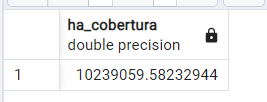 ha_cobertura
double precision
1 10239059.58232944